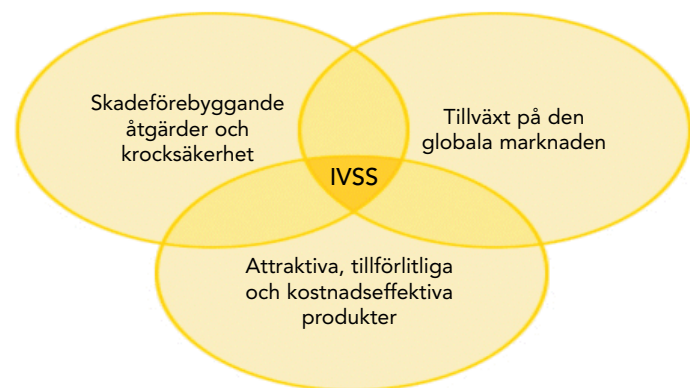 Skadeförebyggande
åtgärder och
krocksäkerhet
Tillväxt på den
globala marknaden
IVSS
Attraktiva, tillförlitliga
och kostnadseffektiva
produkter